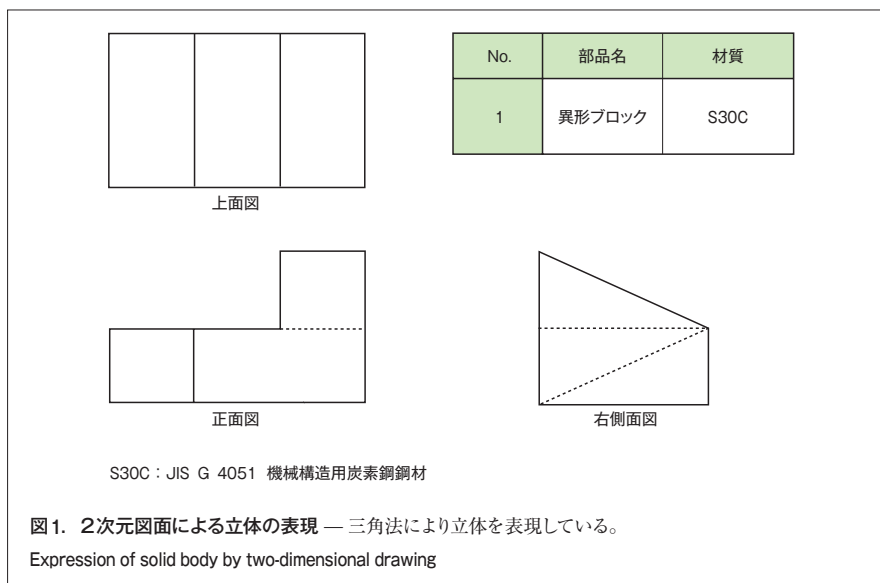 No. 部品名 材質
1 異形ブロック S30C
上面図
正面図
右側面図
S30C：JIS G 4051 機械構造用炭素鋼鋼材
図1. 2次元図面による立体の表現 — 三角法により立体を表現している。
Expression of solid body by two-dimensional drawing